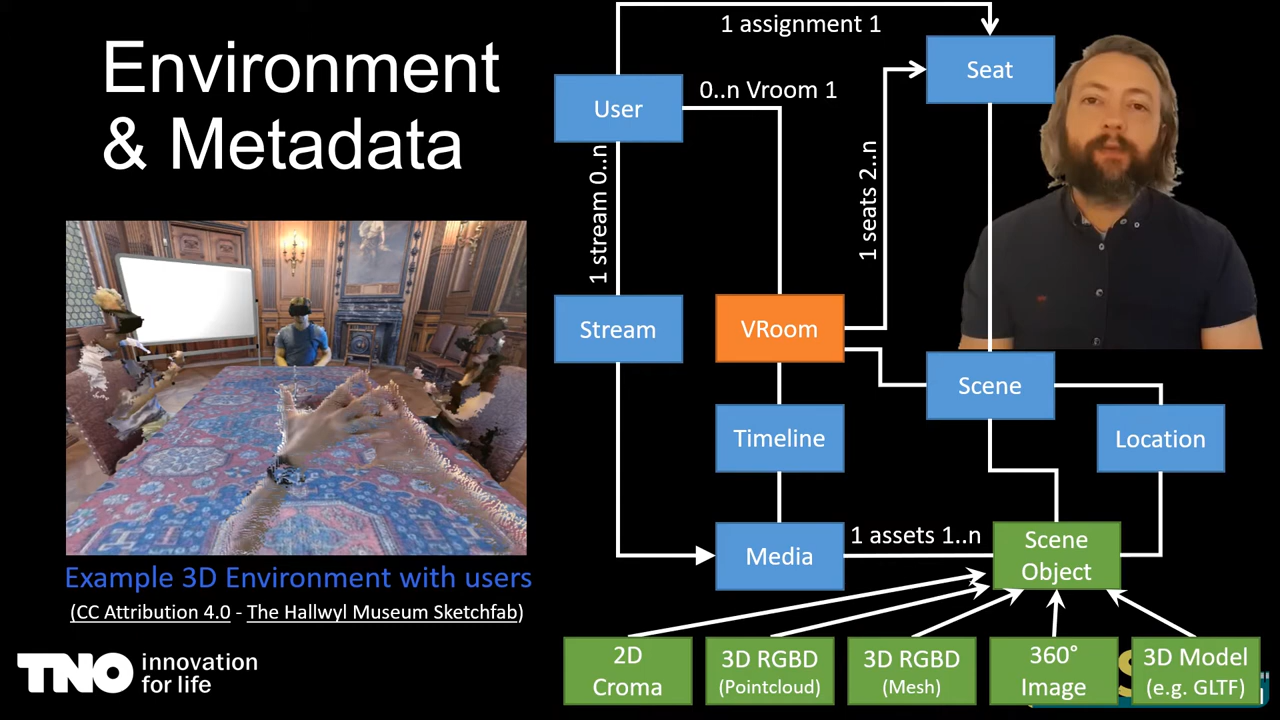 Environment
& Metadata
1 assignment 1
Seat
User
0..n Vroom 1
1 stream 0..n
1 seats 2..n
Stream
VRoom
Scene
Timeline
Location
Media
1 assets 1..n
Scene
Object
Example 3D Environment with users
(CC Attribution 4.0 - The Hallwyl Museum Sketchfab)
TNO innovation
for life
2D
Croma
3D RGBD
(Pointcloud)
3D RGBD
(Mesh)
360°
Image
3D Model
(e.g. GLTF)